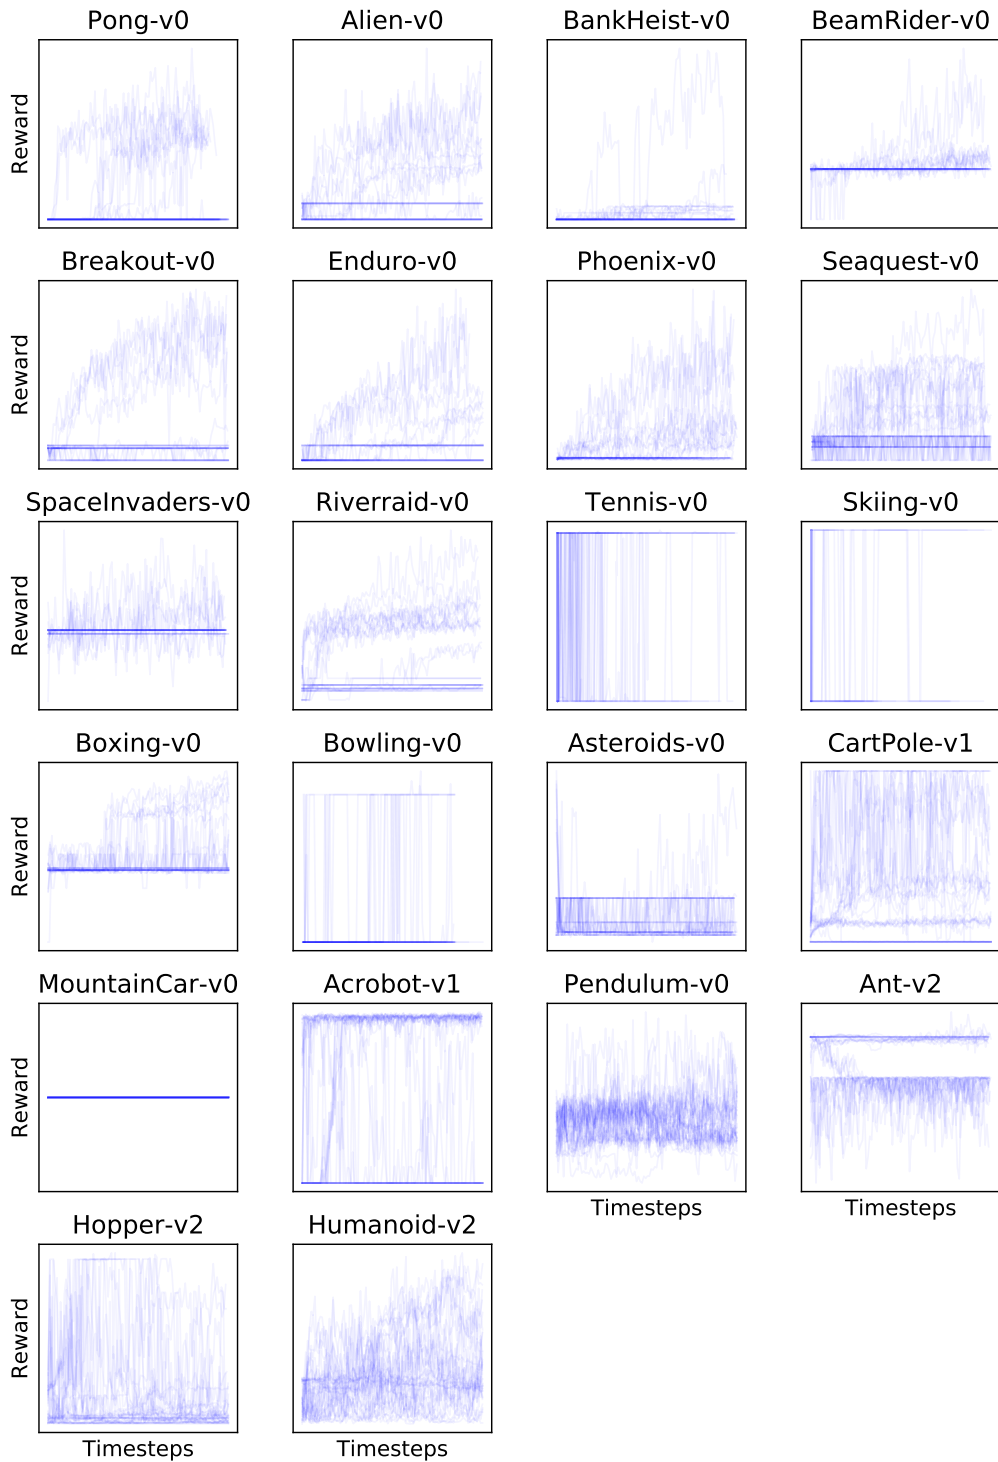 Pong-v0 Alien-v0 BankHeist-v0 BeamRider-v0
Reward
Breakout-v0 Enduro-v0 Phoenix-v0 Seaquest-v0
Reward
SpaceInvaders-v0 Riverraid-v0 Tennis-v0 Skiing-v0
Reward
Boxing-v0 Bowling-v0 Asteroids-v0 CartPole-v1
Reward
MountainCar-v0 Acrobot-v1 Pendulum-v0 Ant-v2
Reward
Timesteps Timesteps
Hopper-v2 Humanoid-v2
Reward
Timesteps Timesteps